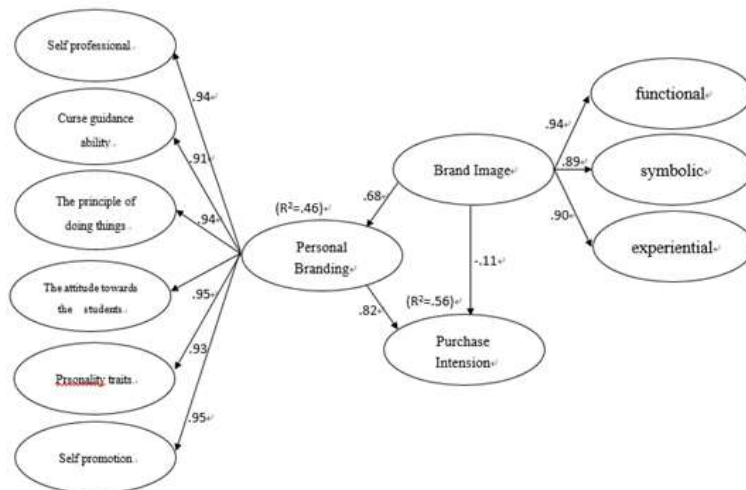 Self professional
Curse guidance
ability
The principle of
doing things
The attitude towards
the students
Prsonality traits
Self promotion
.94
.91
.94
.95
.93
.95
(R²=.46)
Personal
Branding
.68
Brand Image
-.11
.82
(R²=.56)
Purchase
Intension
.94
.89
.90
functional
symbolic
experiential